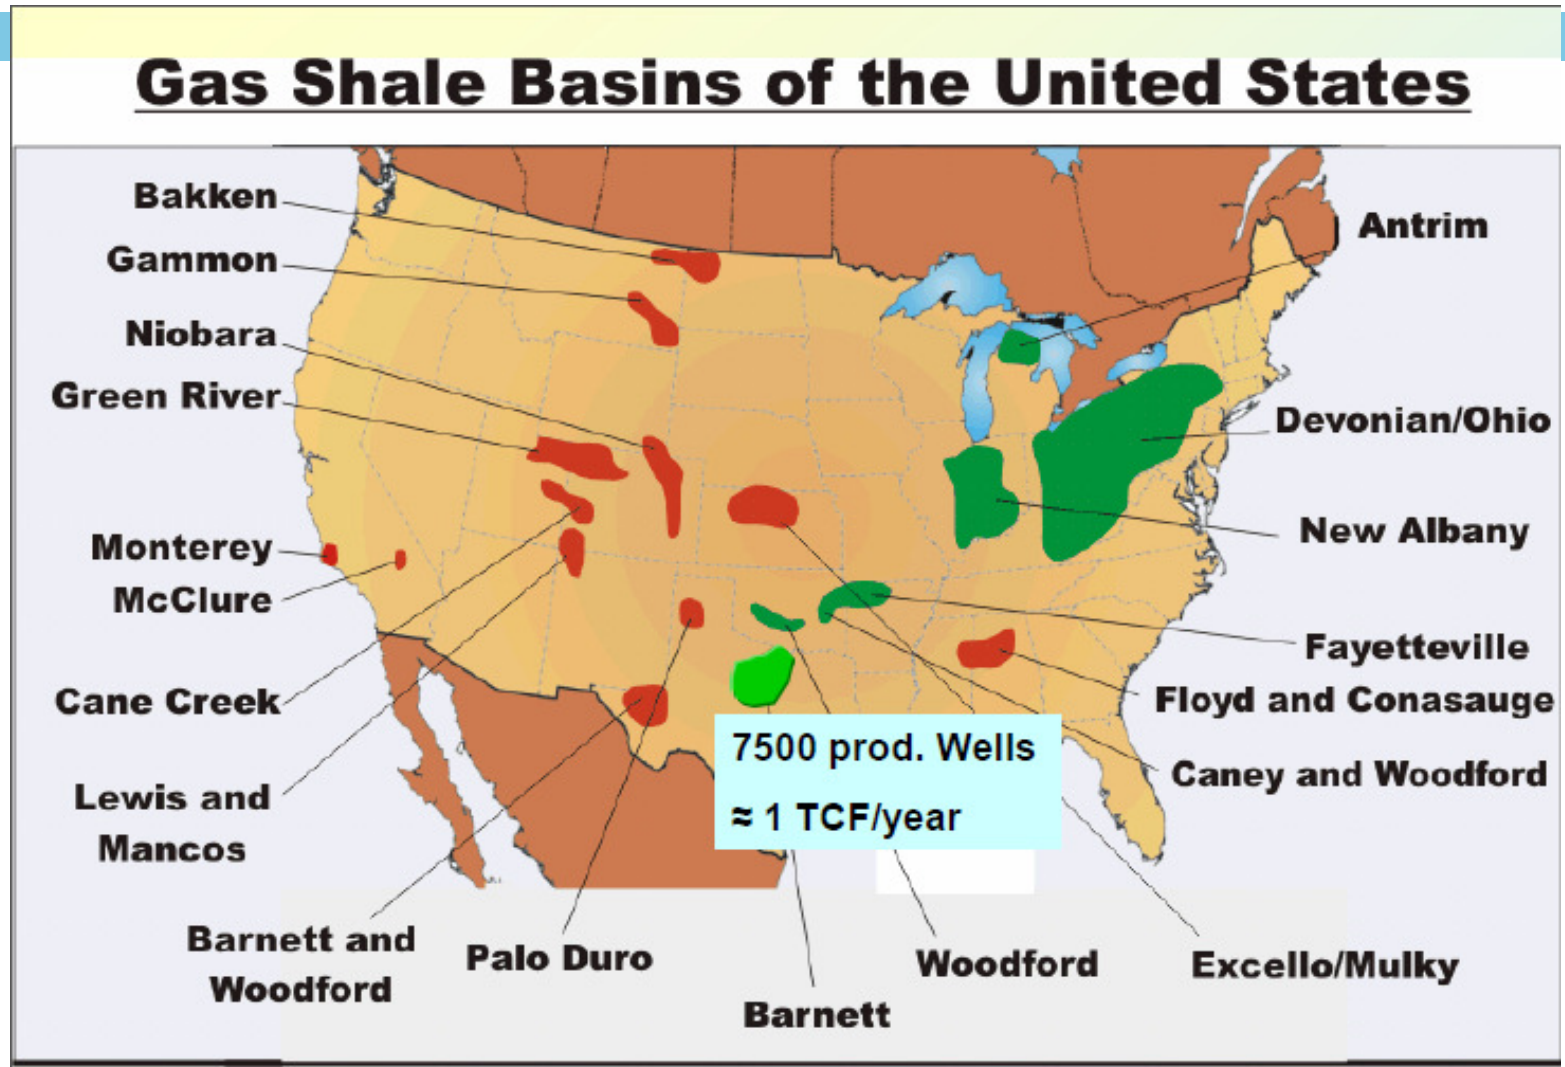 Gas Shale Basins of the United States
Bakken
Gammon
Niobara
Green River
Monterey
McClure
Cane Creek
Lewis and
Mancos
Barnett and
Woodford
Palo Duro
Barnett
Woodford
Excello/Mulky
7500 prod. Wells
≈ 1 TCF/year
Antrim
Devonian/Ohio
New Albany
Fayetteville
Floyd and Conasauge
Caney and Woodford